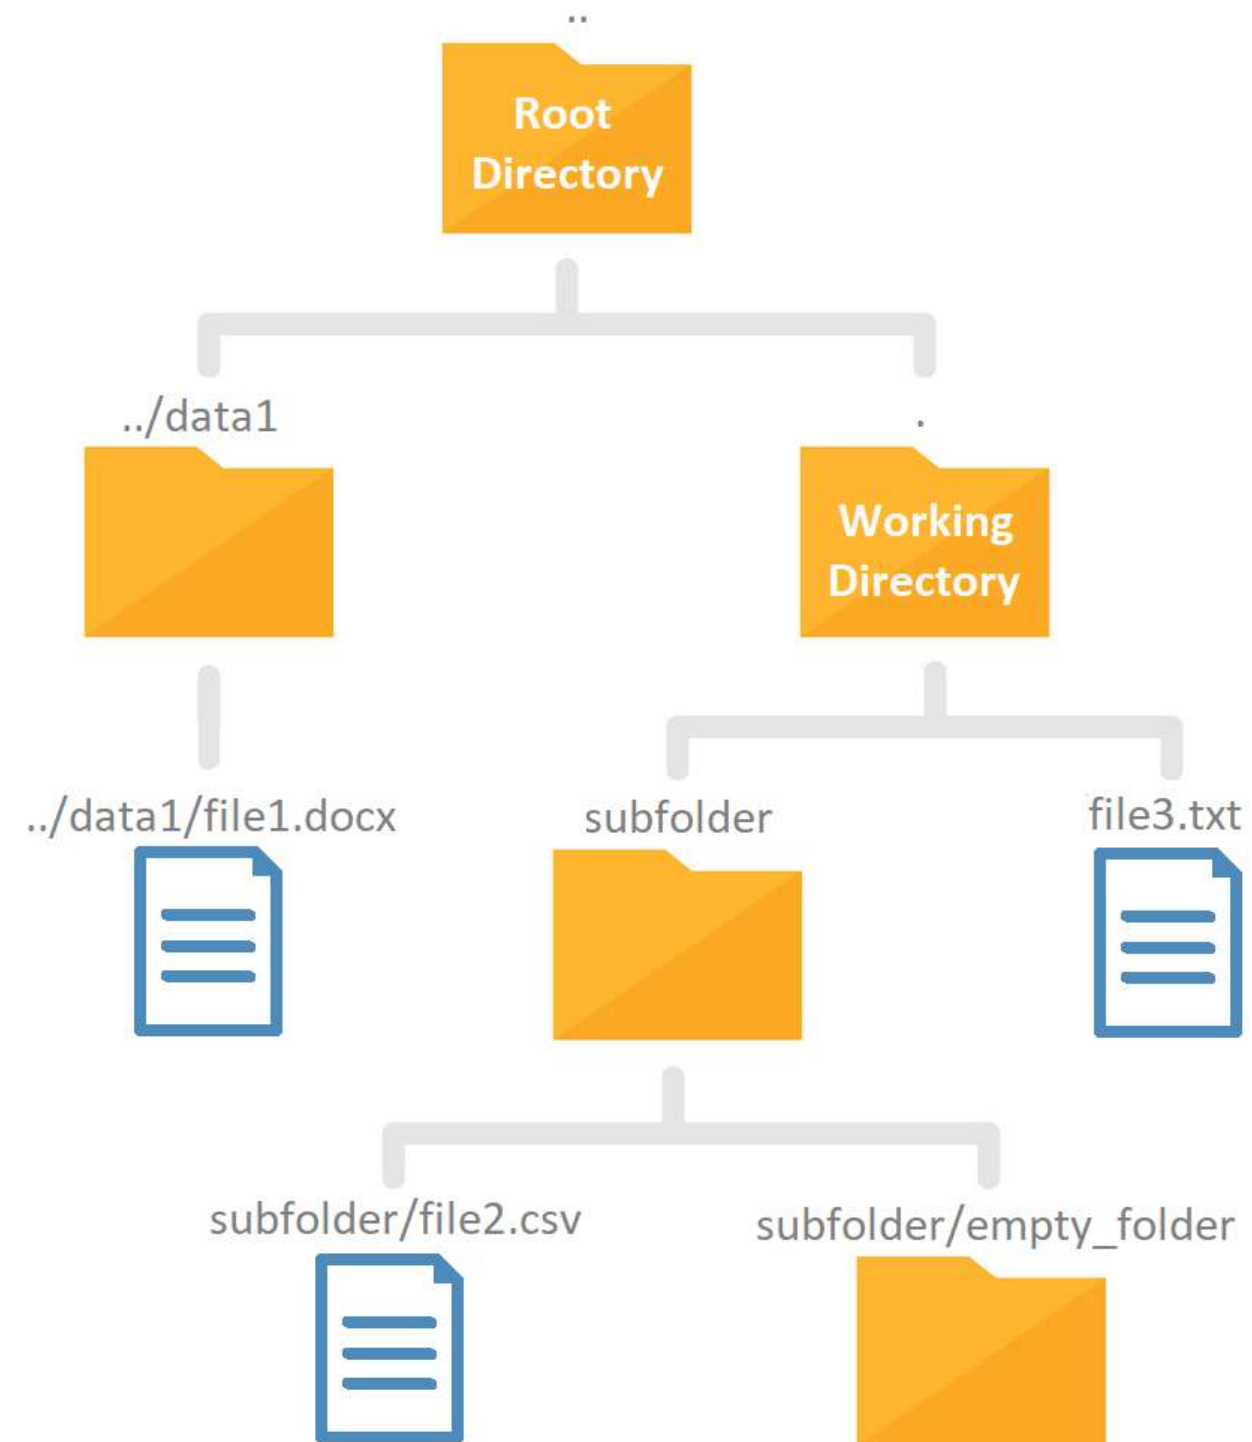 ..
Root
Directory
../data1
.
Working
Directory
../data1/file1.docx
subfolder
file3.txt
subfolder/file2.csv
subfolder/empty_folder